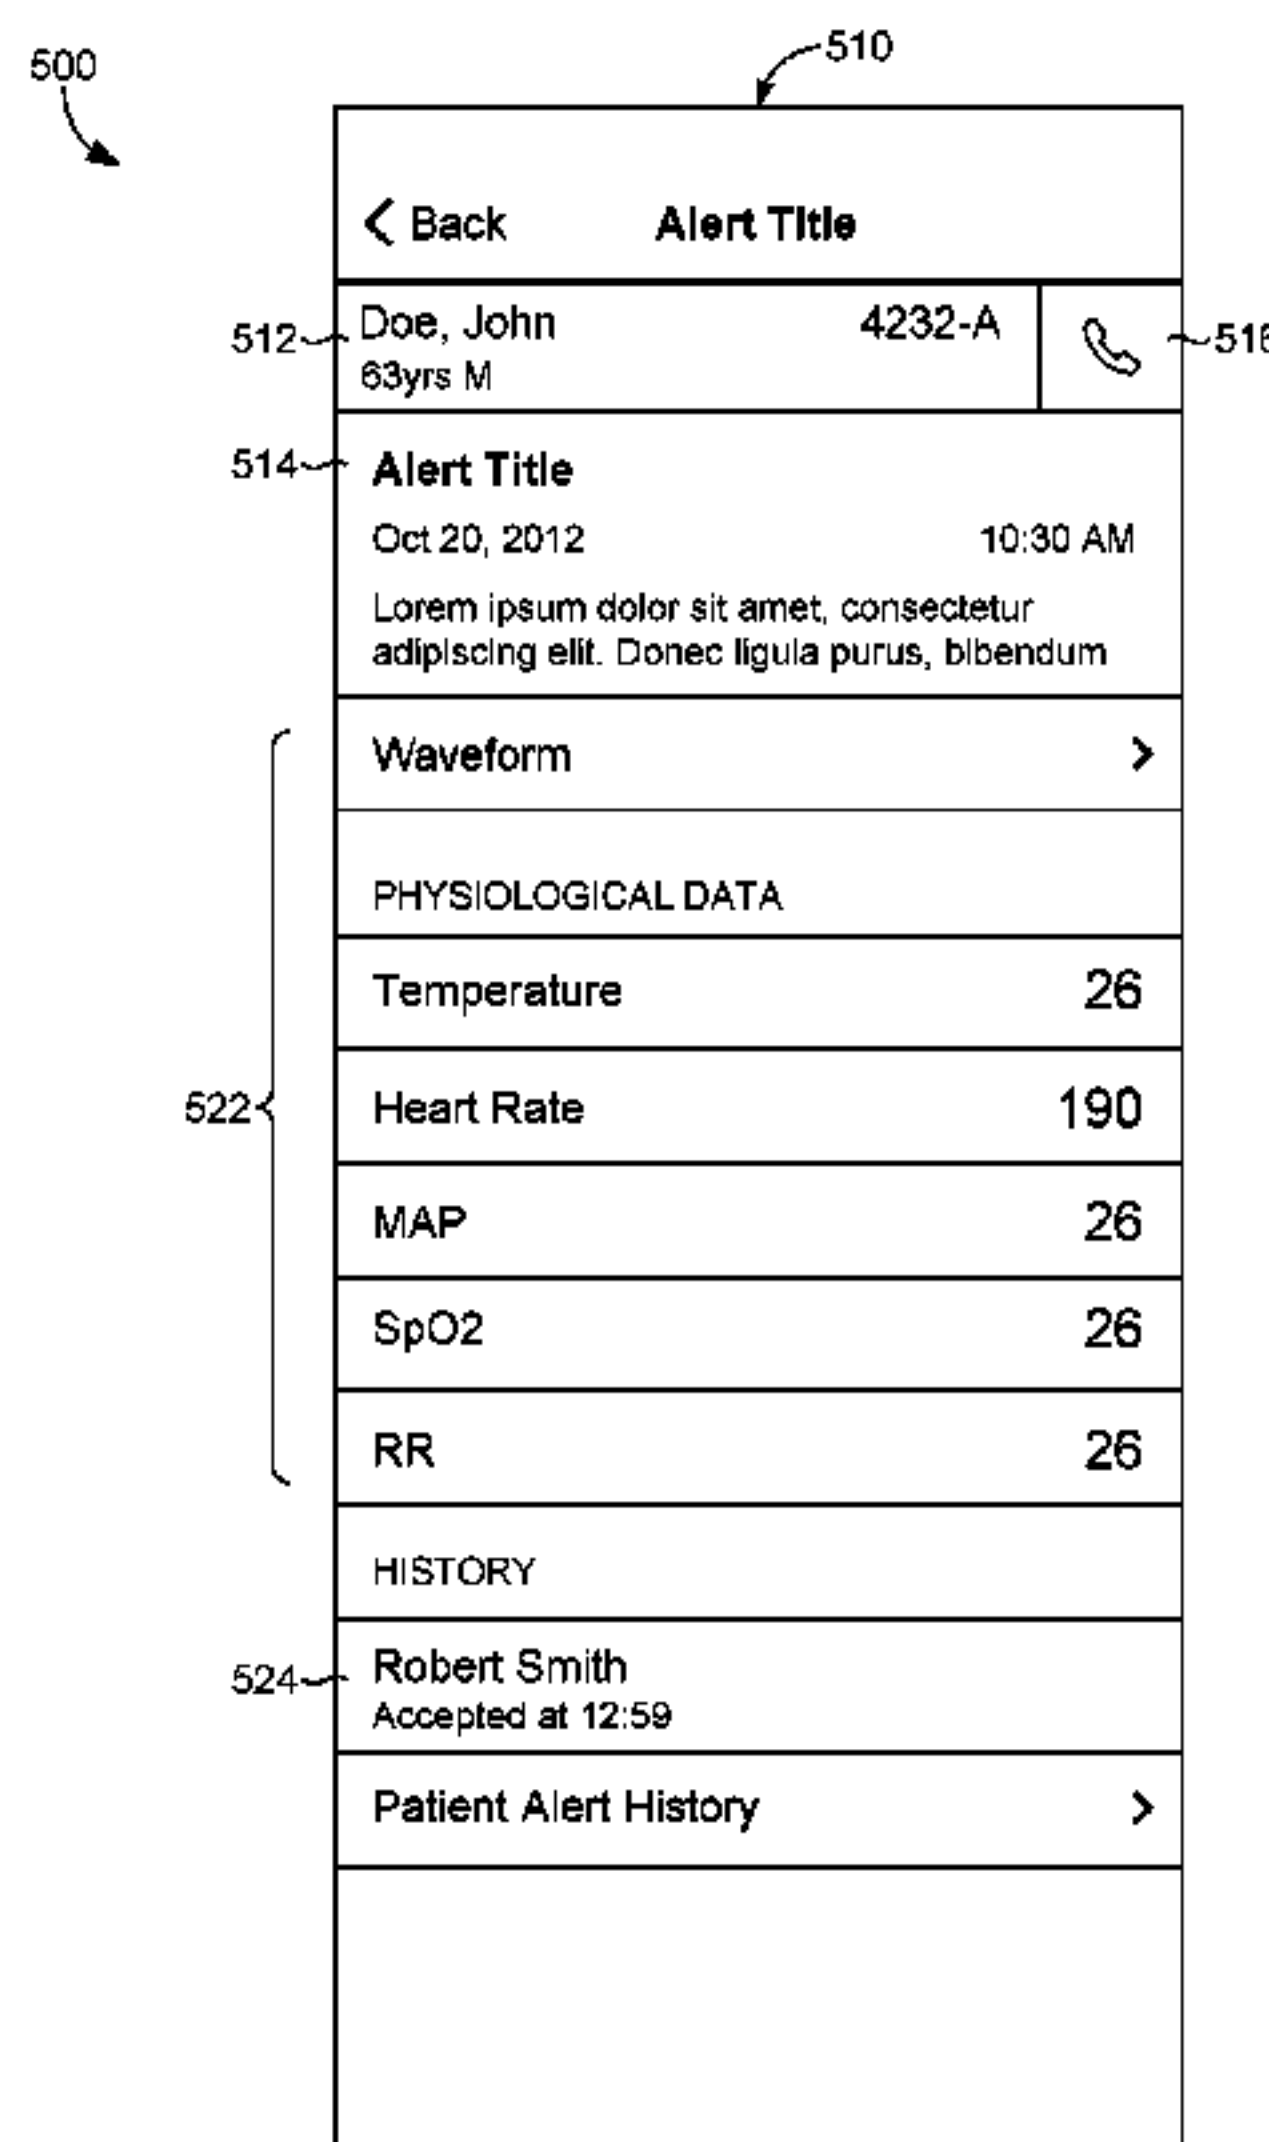 500
510
Back Alert Title
512 Doe, John 4232-A
63yrs M
514 Alert Title
Oct 20, 2012 10:30 AM
Lorem ipsum dolor sit amet, consectetur
adipiscing elit. Donec ligula purus, bibendum
Waveform
PHYSIOLOGICAL DATA
Temperature 26
522 Heart Rate 190
MAP 26
SpO2 26
RR 26
HISTORY
524 Robert Smith
Accepted at 12:59
Patient Alert History